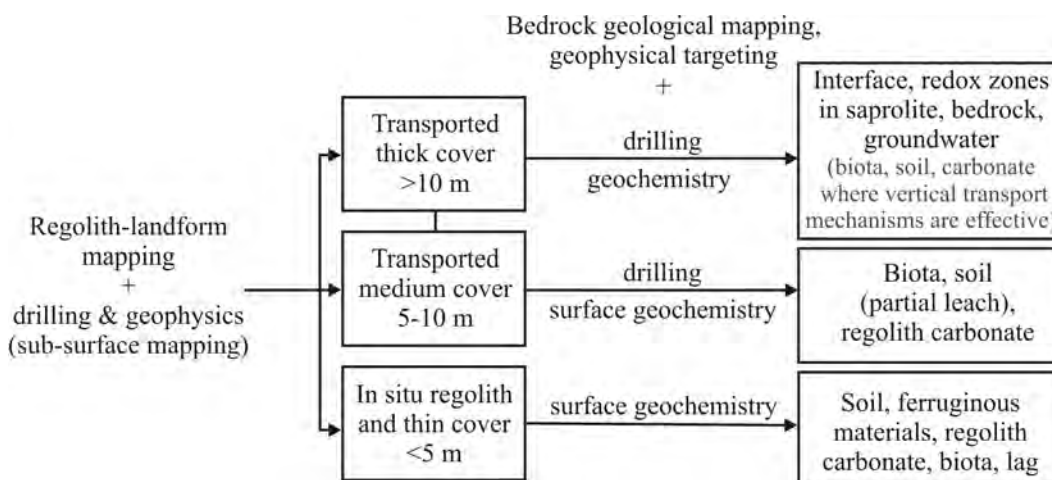 Bedrock geological mapping,
geophysical targeting
+
Regolith-landform
mapping
+
drilling & geophysics
(sub-surface mapping)
Transported
thick cover
>10 m
drilling
geochemistry
Interface, redox zones
in saprolite, bedrock,
groundwater
(biota, soil, carbonate
where vertical transport
mechanisms are effective)
Transported
medium cover
5-10 m
drilling
surface geochemistry
Biota, soil
(partial leach),
regolith carbonate
In situ regolith
and thin cover
<5 m
surface geochemistry
Soil, ferruginous
materials, regolith
carbonate, biota, lag